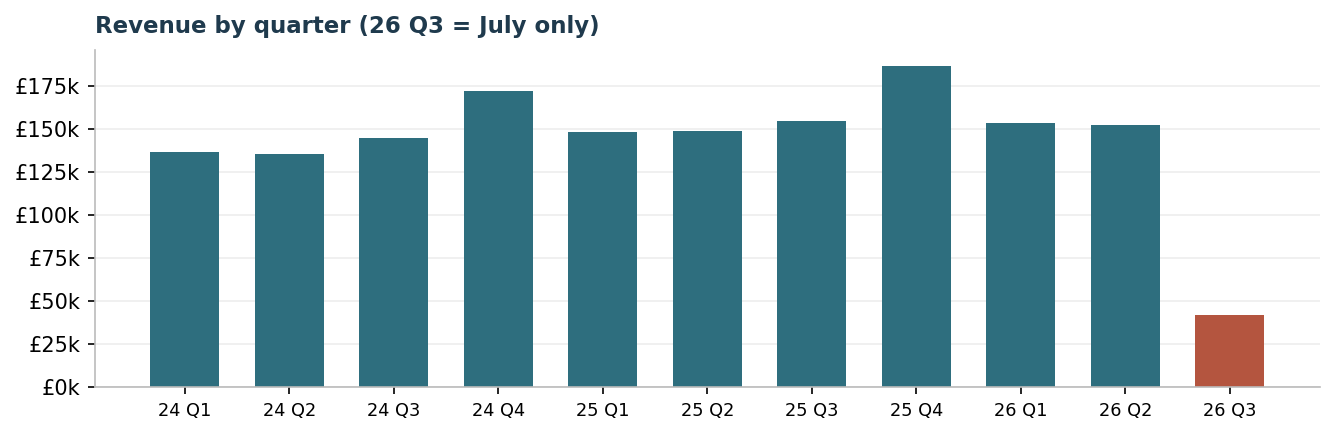 Revenue by quarter (26 Q3 = July only)
£175k
£150k
£125k
£100k
£75k
£50k
£25k
£0k
24 Q1 24 Q2 24 Q3 24 Q4 25 Q1 25 Q2 25 Q3 25 Q4 26 Q1 26 Q2 26 Q3